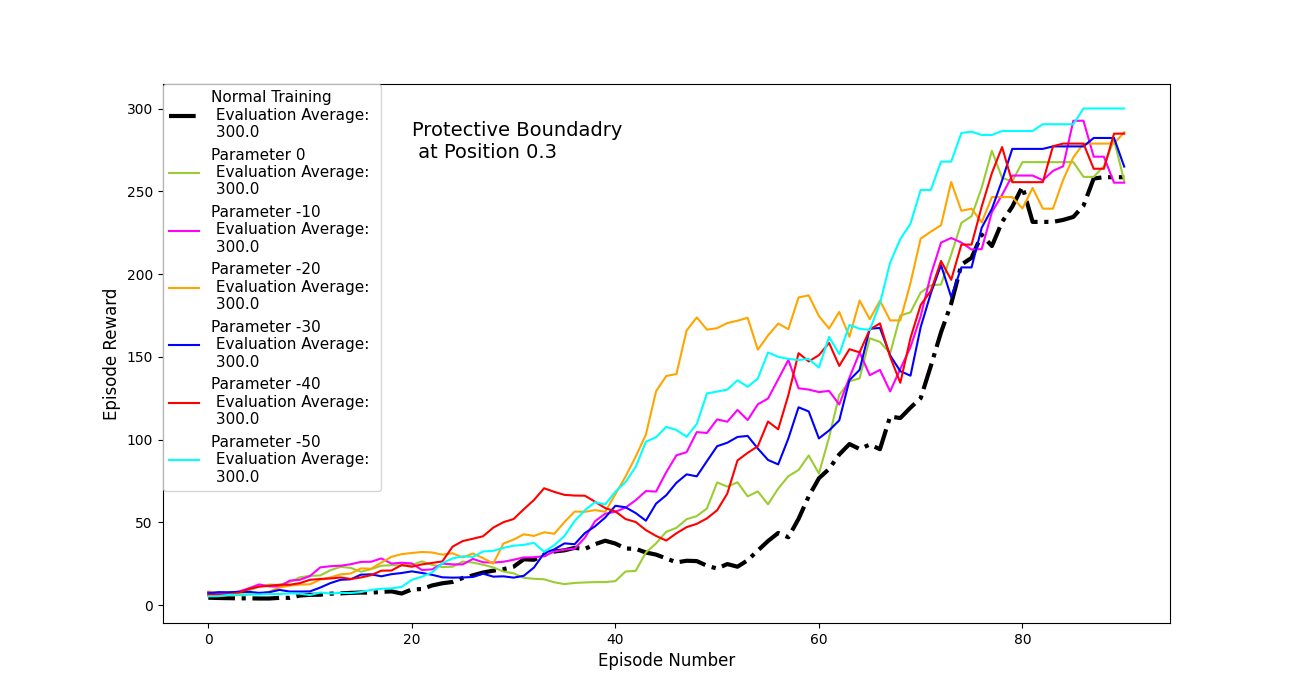 Protective Boundadry
at Position 0.3
Normal Training
Evaluation Average:
300.0
Parameter 0
Evaluation Average:
300.0
Parameter -10
Evaluation Average:
300.0
Parameter -20
Evaluation Average:
300.0
Parameter -30
Evaluation Average:
300.0
Parameter -40
Evaluation Average:
300.0
Parameter -50
Evaluation Average:
300.0
Episode Reward
300
250
200
150
100
50
0
0 20 40 60 80
Episode Number